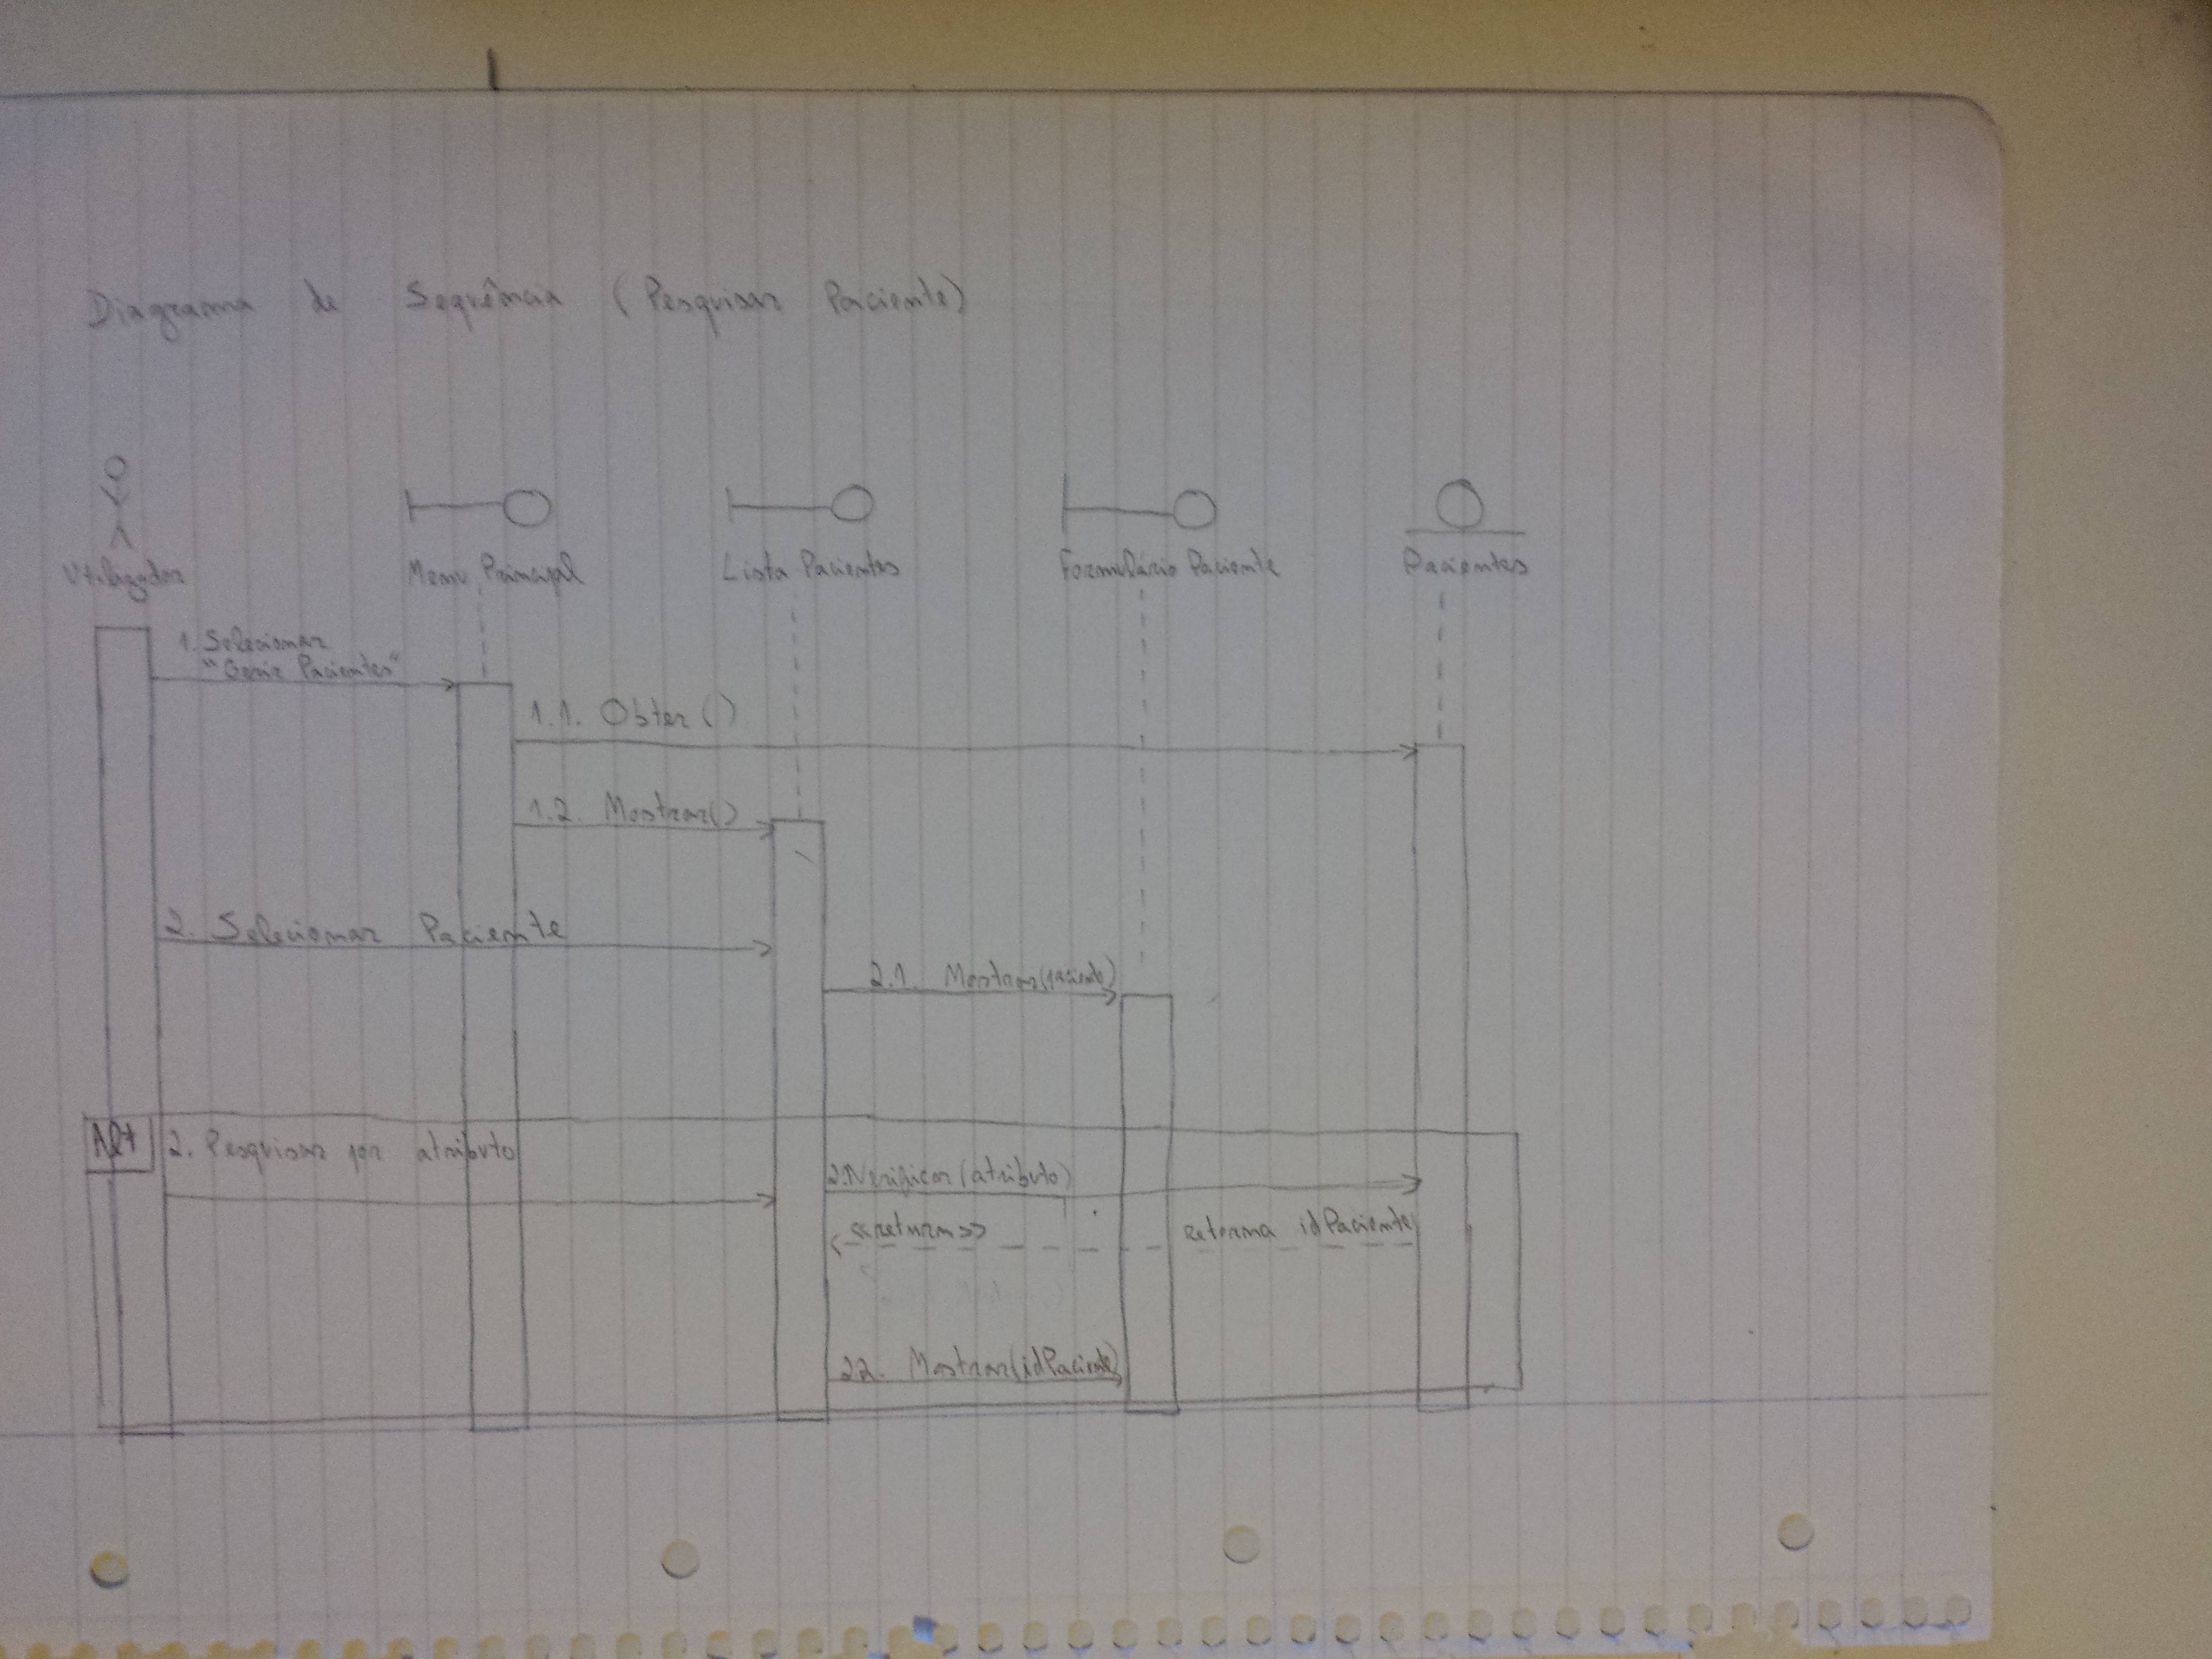 Diagrama de Sequência (Pesquisar Paciente)
Utilizador
Menu Principal
Lista Pacientes
Formulário Paciente
Pacientes
1. Selecionar
"Gerir Pacientes"
1.1. Obter()
1.2. Mostrar()
2. Selecionar Paciente
2.1. Mostrar(paciente)
Alt
2. Pesquisar por atributo
2.1Verificar(atributo)
<<return>>
retorna idPaciente
2.2. Mostrar(idPaciente)